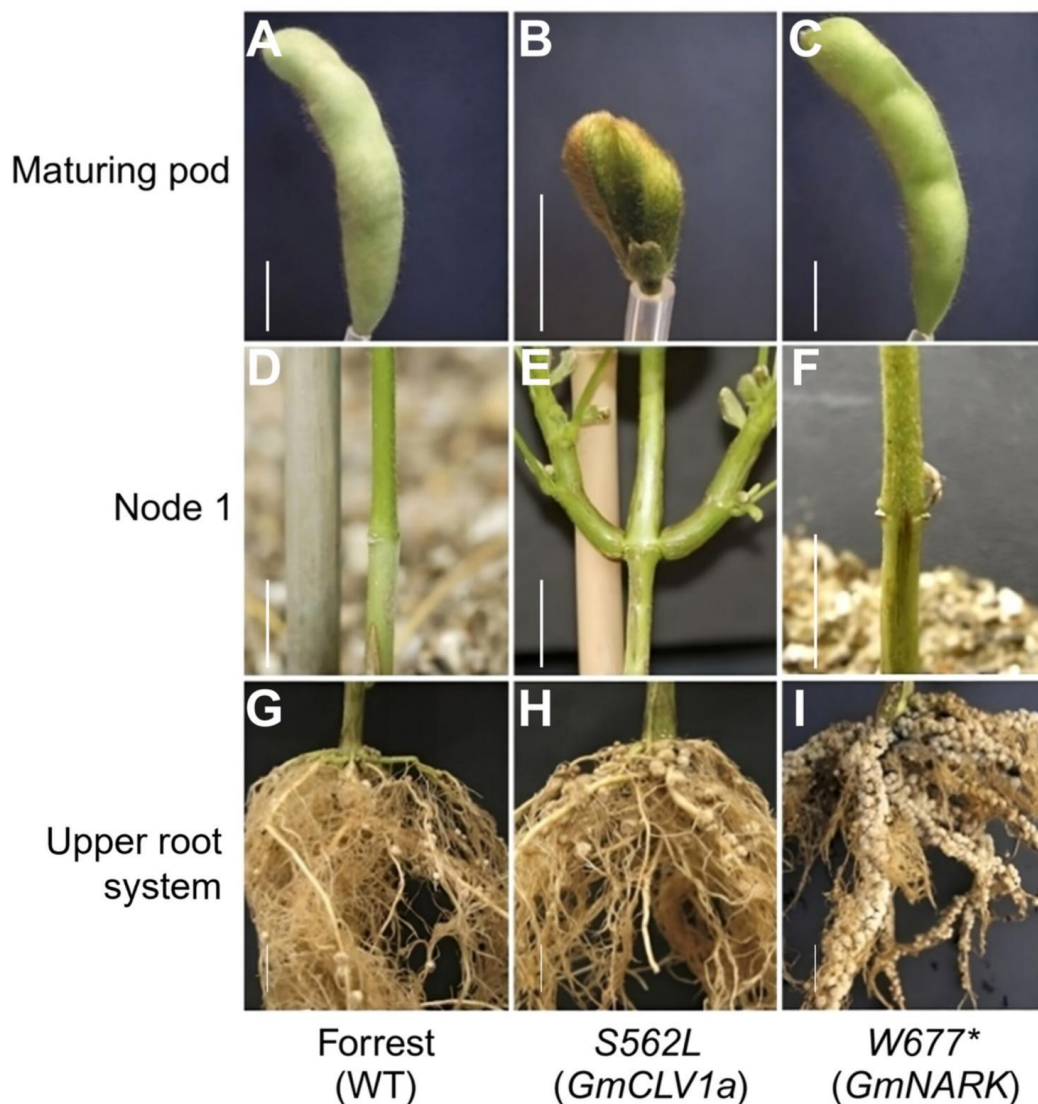 A
B
C
Maturing pod
D
E
F
Node 1
G
H
I
Upper root
system
Forrest
(WT)
S562L
(GmCLV1a)
W677*
(GmNARK)